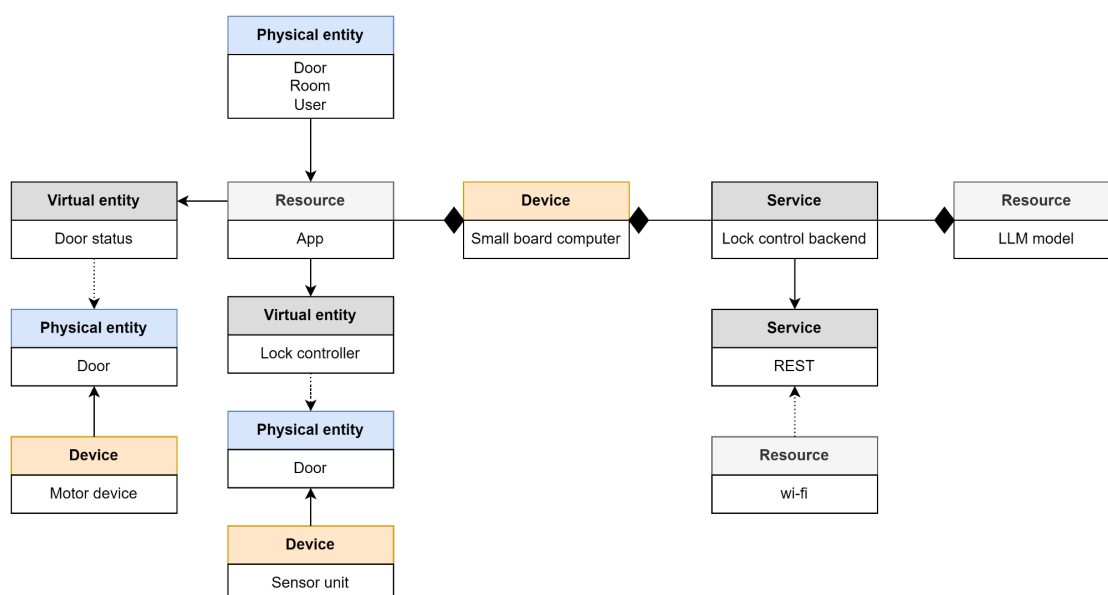 Physical entity
Door
Room
User
Virtual entity
Door status
Resource
App
Device
Small board computer
Service
Lock control backend
Resource
LLM model
Physical entity
Door
Virtual entity
Lock controller
Service
REST
Device
Motor device
Physical entity
Door
Resource
wi-fi
Device
Sensor unit